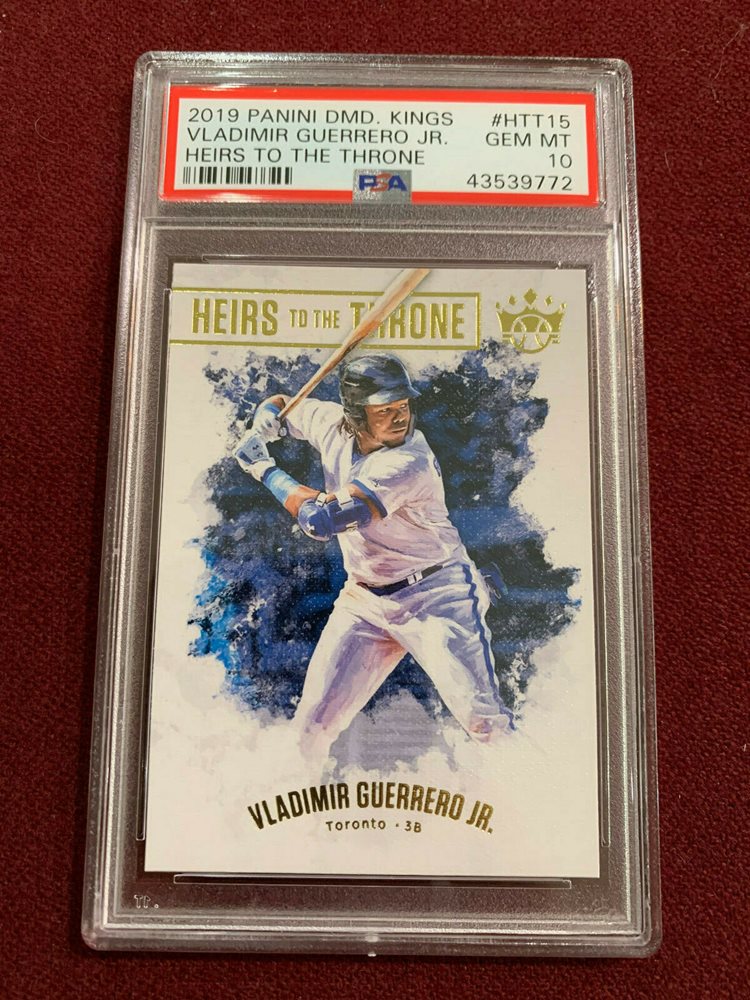 2019 PANINI DMD. KINGS #HTT15
VLADIMIR GUERRERO JR. GEM MT
HEIRS TO THE THRONE 10
PSA 43539772
HEIRS TO THE THRONE
VLADIMIR GUERRERO JR.
Toronto • 3B